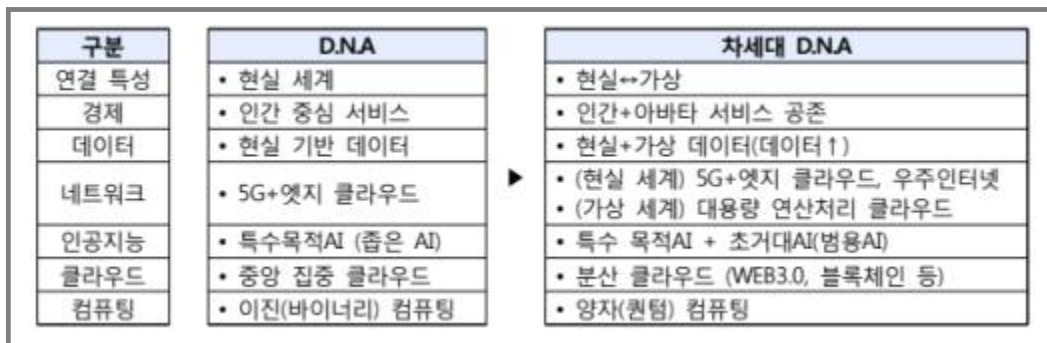 구분 D.N.A 차세대 D.N.A
연결 특성 • 현실 세계 • 현실↔가상
경제 • 인간 중심 서비스 • 인간+아바타 서비스 공존
데이터 • 현실 기반 데이터 • 현실+가상 데이터(데이터↑)
네트워크 • 5G+엣지 클라우드 ▶ • (현실 세계) 5G+엣지 클라우드, 우주인터넷
• (가상 세계) 대용량 연산처리 클라우드
인공지능 • 특수목적AI (좁은 AI) • 특수 목적AI + 초거대AI(범용AI)
클라우드 • 중앙 집중 클라우드 • 분산 클라우드 (WEB3.0, 블록체인 등)
컴퓨팅 • 이진(바이너리) 컴퓨팅 • 양자(퀀텀) 컴퓨팅